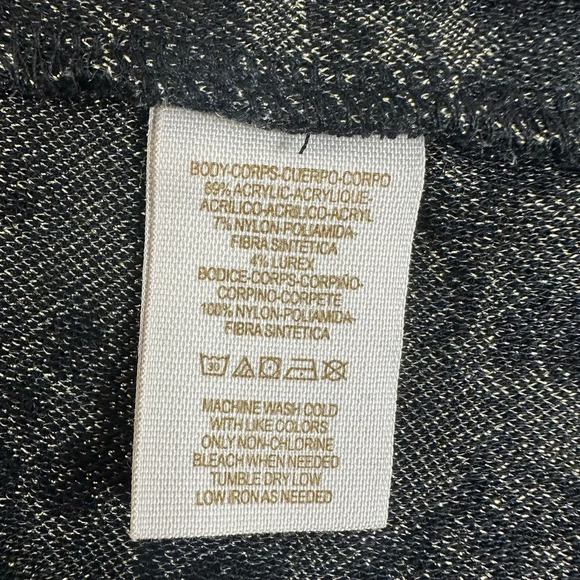 BODY-CORPS-CUERPO-CORPO
89% ACRYLIC-ACRYLIQUE-
ACRILICO-ACRILICO-ACRYL
7% NYLON-POLIAMIDA-
FIBRA SINTETICA
4% LUREX
BODICE-CORPS-CORPIÑO-
CORPINO-CORPETE
100% NYLON-POLIAMIDA-
FIBRA SINTETICA
30
MACHINE WASH COLD
WITH LIKE COLORS
ONLY NON-CHLORINE
BLEACH WHEN NEEDED
TUMBLE DRY LOW
LOW IRON AS NEEDED